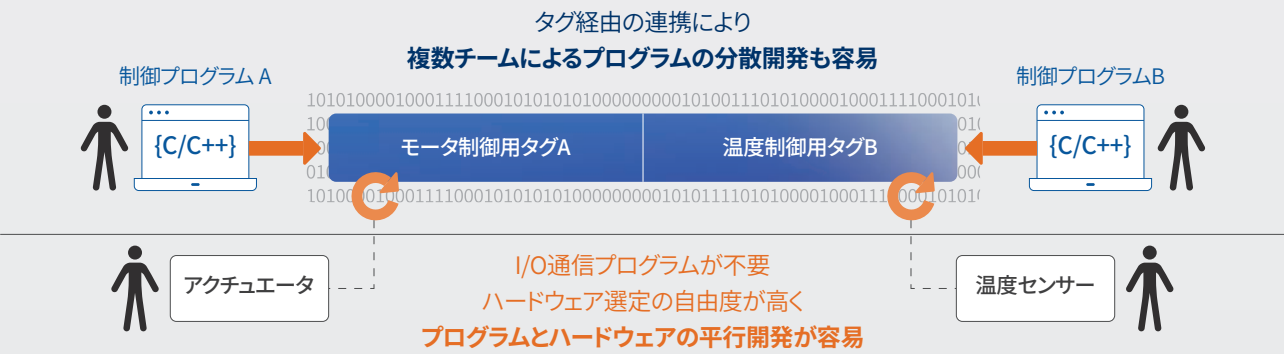 タグ経由の連携により
複数チームによるプログラムの分散開発も容易
制御プログラム A
制御プログラムB
{C/C++}
モータ制御用タグA
温度制御用タグB
{C/C++}
アクチュエータ
I/O通信プログラムが不要
ハードウェア選定の自由度が高く
プログラムとハードウェアの平行開発が容易
温度センサー